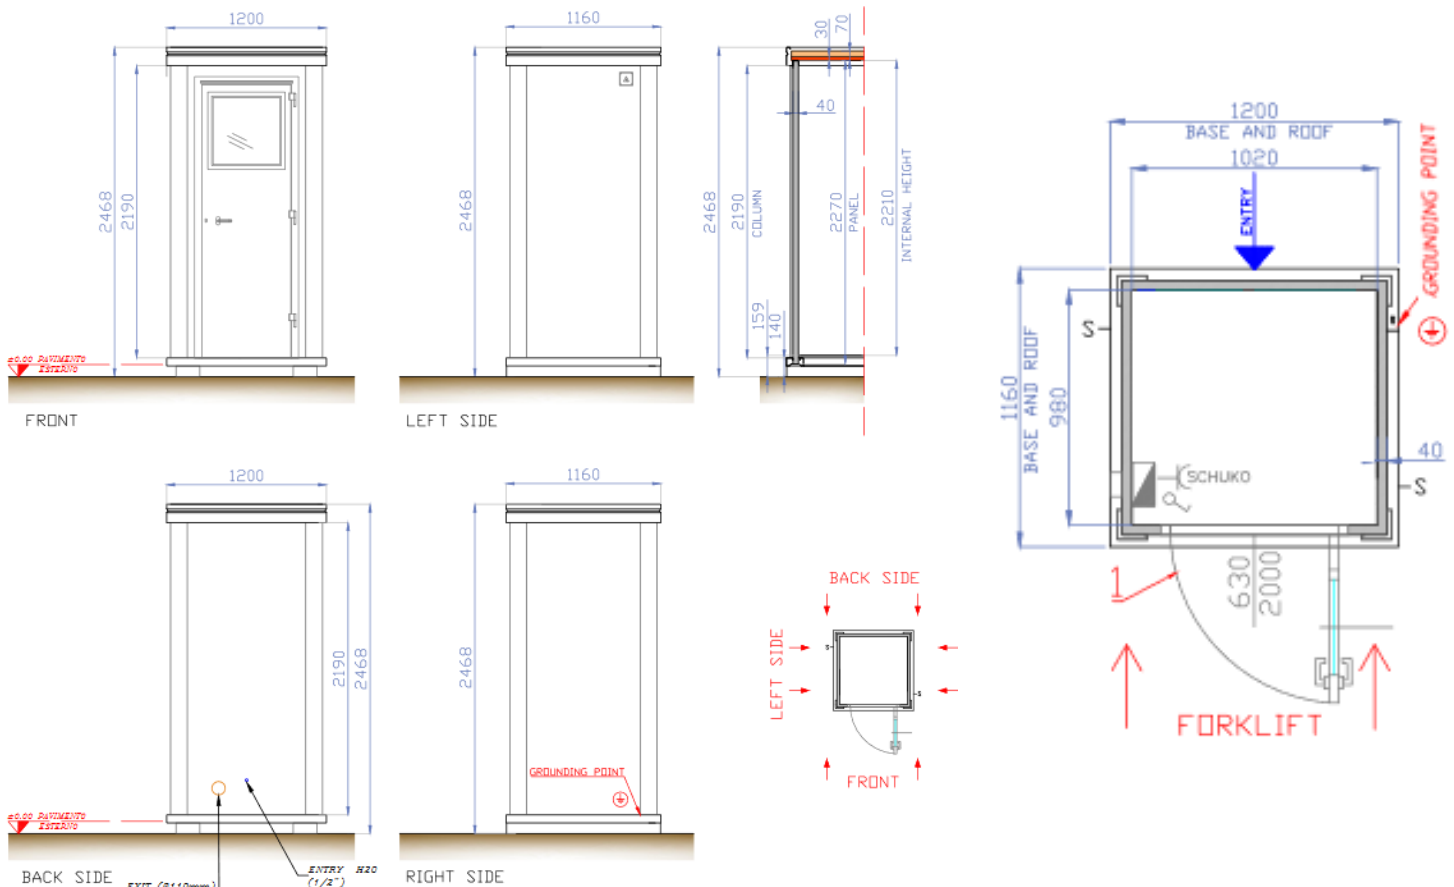 1200
2468
2190
±0.00 PAVIMENTO
ESTERNO
FRONT
1160
2468
LEFT SIDE
30
70
40
2468
2190
COLUMN
2270
PANEL
2210
INTERNAL HEIGHT
159
140
1200
BASE AND ROOF
1020
ENTRY
GROUNDING POINT
S
1160
BASE AND ROOF
980
40
SCHUKO
S
1
630
2000
FORKLIFT
1200
2190
2468
±0.00 PAVIMENTO
ESTERNO
BACK SIDE
ENTRY H2O
(1/2")
1160
2468
GROUNDING POINT
RIGHT SIDE
BACK SIDE
LEFT SIDE
S
S
FRONT